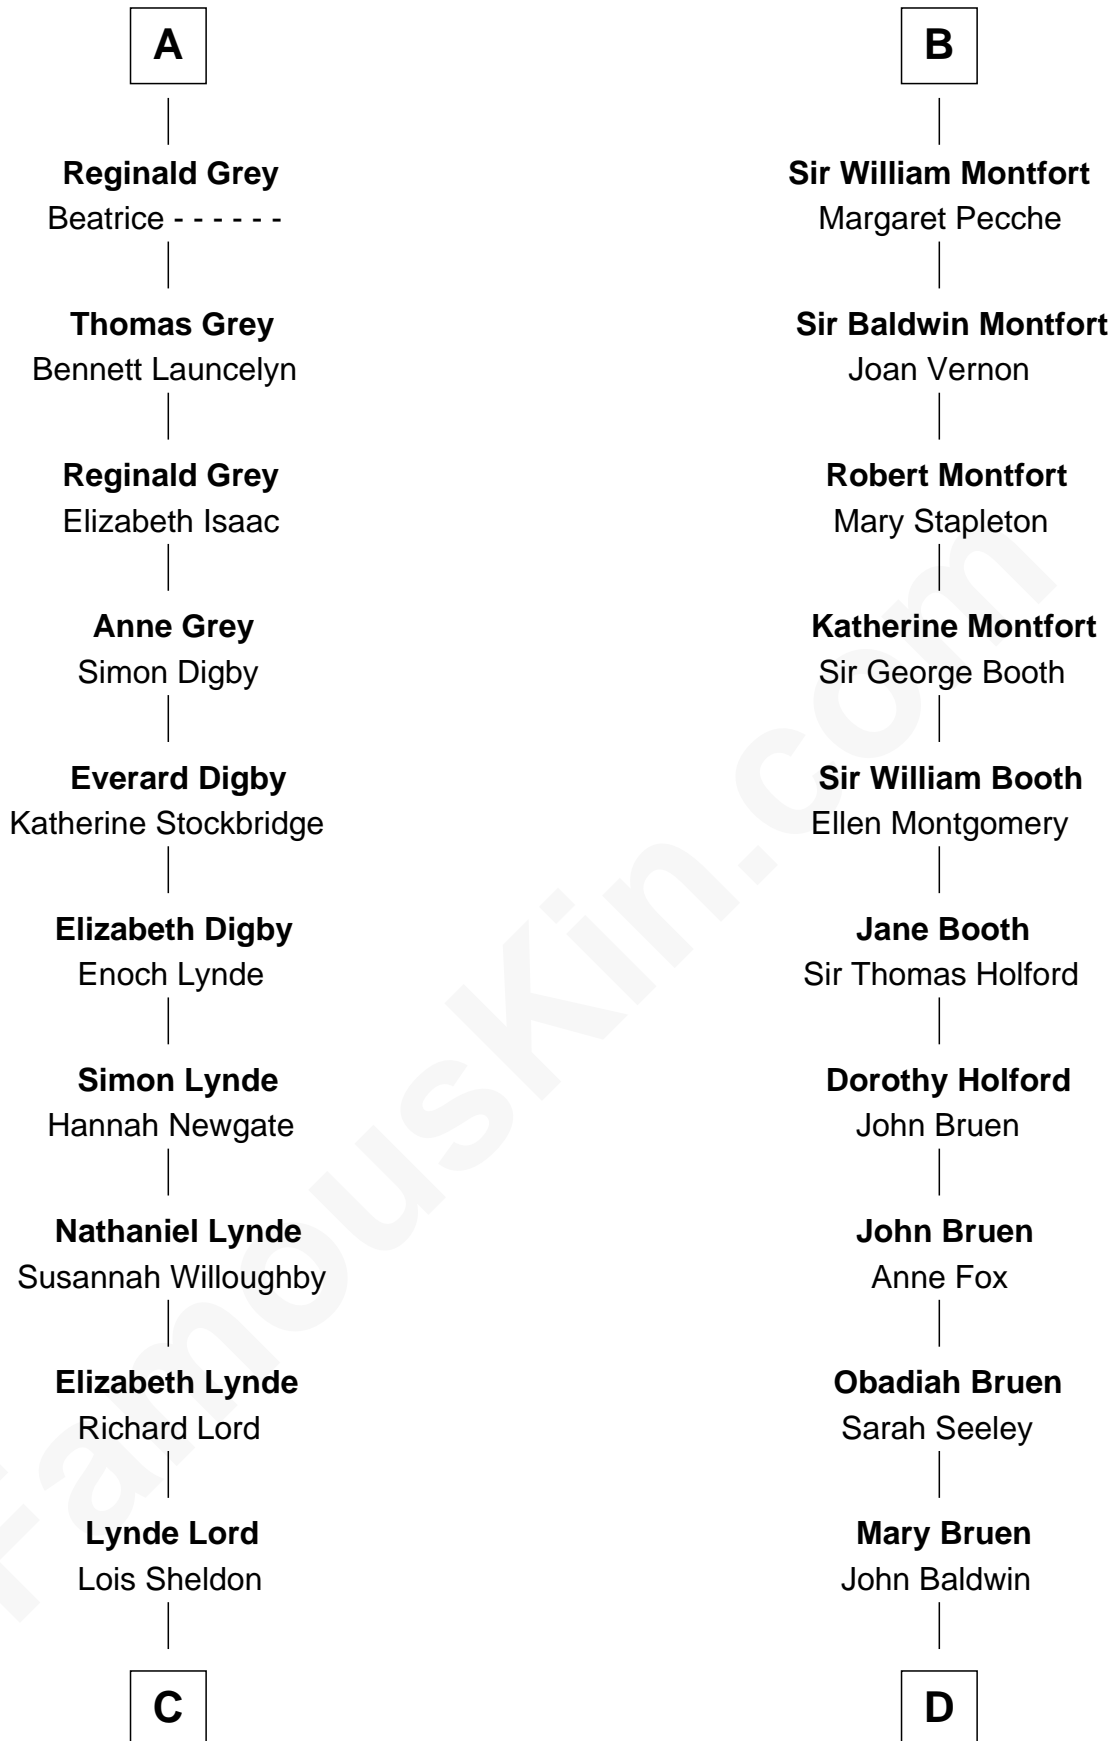 A
Reginald Grey
Beatrice - - - - - -
Thomas Grey
Bennett Launcelyn
Reginald Grey
Elizabeth Isaac
Anne Grey
Simon Digby
Everard Digby
Katherine Stockbridge
Elizabeth Digby
Enoch Lynde
Simon Lynde
Hannah Newgate
Nathaniel Lynde
Susannah Willoughby
Elizabeth Lynde
Richard Lord
Lynde Lord
Lois Sheldon
C
B
Sir William Montfort
Margaret Pecche
Sir Baldwin Montfort
Joan Vernon
Robert Montfort
Mary Stapleton
Katherine Montfort
Sir George Booth
Sir William Booth
Ellen Montgomery
Jane Booth
Sir Thomas Holford
Dorothy Holford
John Bruen
John Bruen
Anne Fox
Obadiah Bruen
Sarah Seeley
Mary Bruen
John Baldwin
D
FamousKin.com